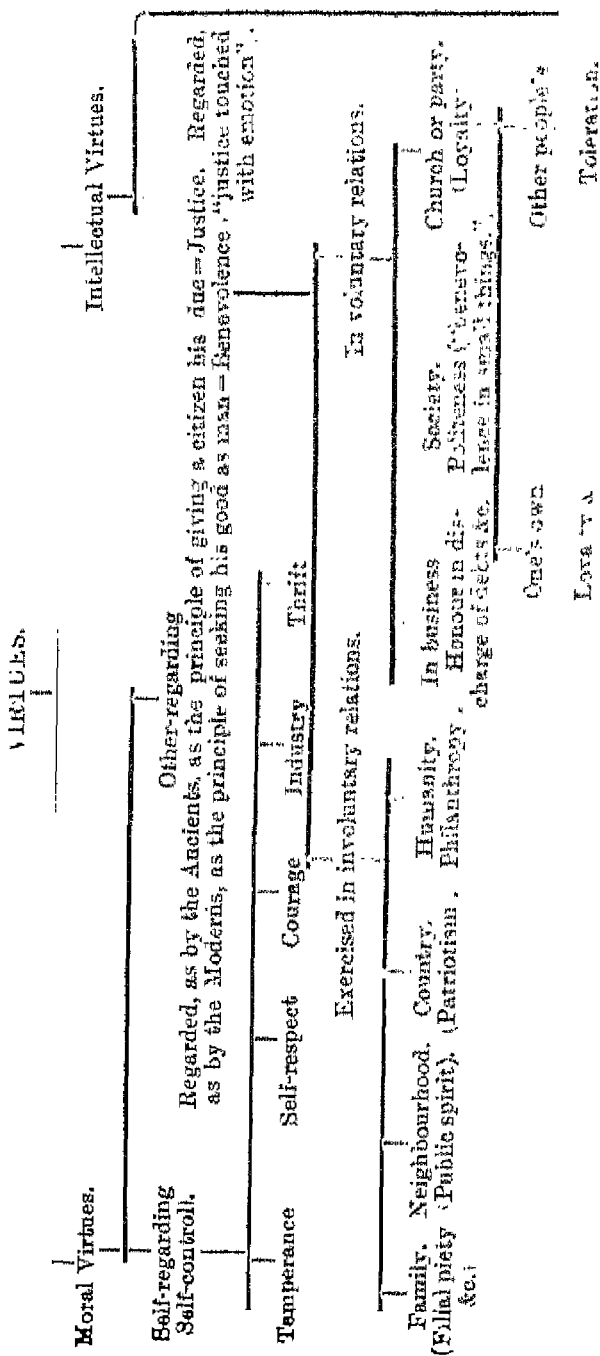 VIRTUES.
Moral Virtues.
Intellectual Virtues.
Self-regarding
Self-control).
Other-regarding
Regarded, as by the Ancients, as the principle of giving a citizen his due=Justice. Regarded,
as by the Moderns, as the principle of seeking his good as man=Benevolence, "justice touched
with emotion".
Temperance
Self-respect
Courage
Industry
Thrift
Exercised in involuntary relations.
In voluntary relations.
Family.
(Filial piety
&c.)
Neighbourhood.
(Public spirit).
Country.
(Patriotism
Humanity.
Philanthropy
In business
Honour in dis-
charge of debts &c.
Society.
Politeness ("benevo-
lence in small things."
Church or party.
(Loyalty
One's own
Other people's
Toleration.